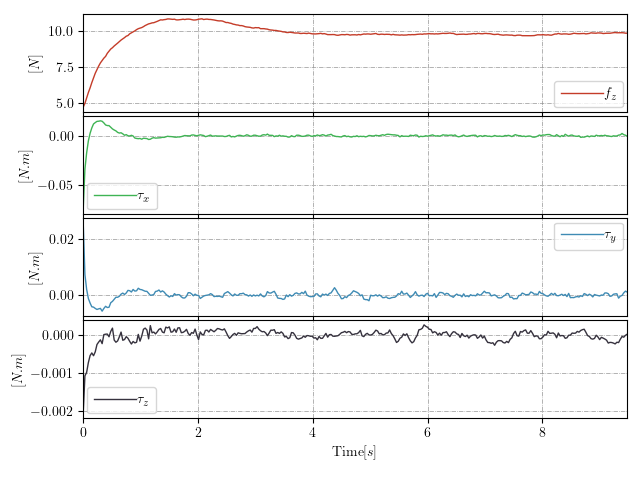 10.0
7.5
5.0
[N]
f_z
0.00
−0.05
[N.m]
τ_x
0.02
0.00
[N.m]
τ_y
0.000
−0.001
−0.002
[N.m]
τ_z
0 2 4 6 8
Time[s]